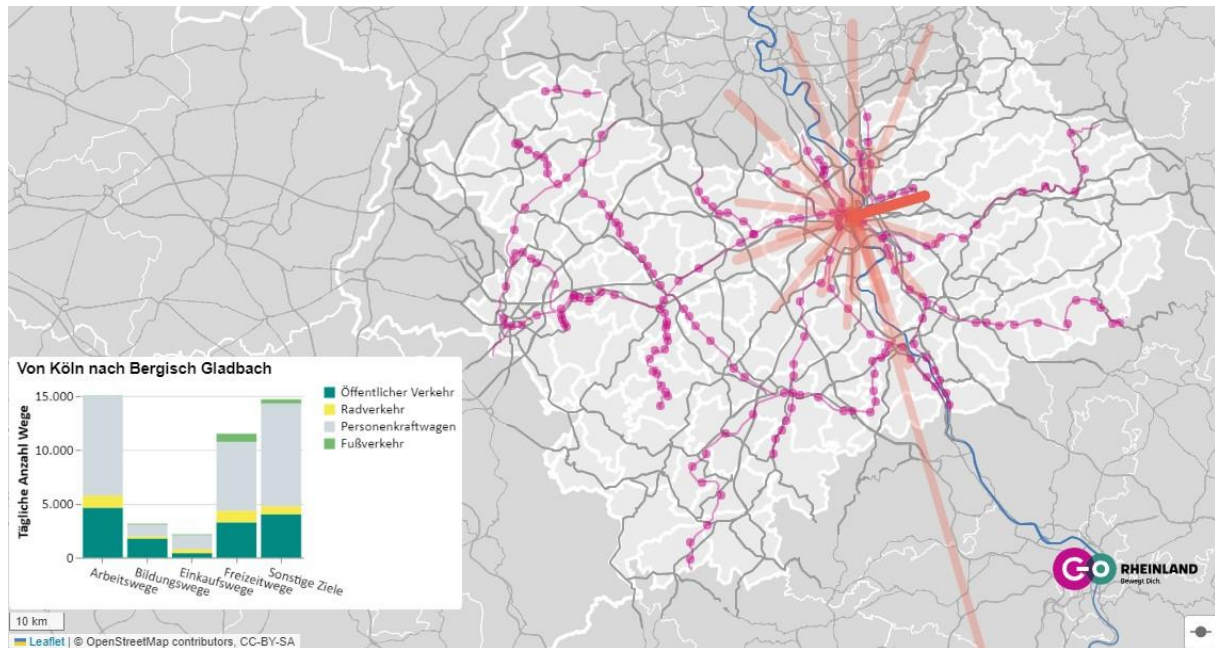 Von Köln nach Bergisch Gladbach
Tägliche Anzahl Wege
15.000
10.000
5.000
0
Arbeitswege
Bildungswege
Einkaufswege
Freizeitwege
Sonstige Ziele
Öffentlicher Verkehr
Radverkehr
Personenkraftwagen
Fußverkehr
GO RHEINLAND
Bewegt Dich.
10 km
Leaflet | © OpenStreetMap contributors, CC-BY-SA